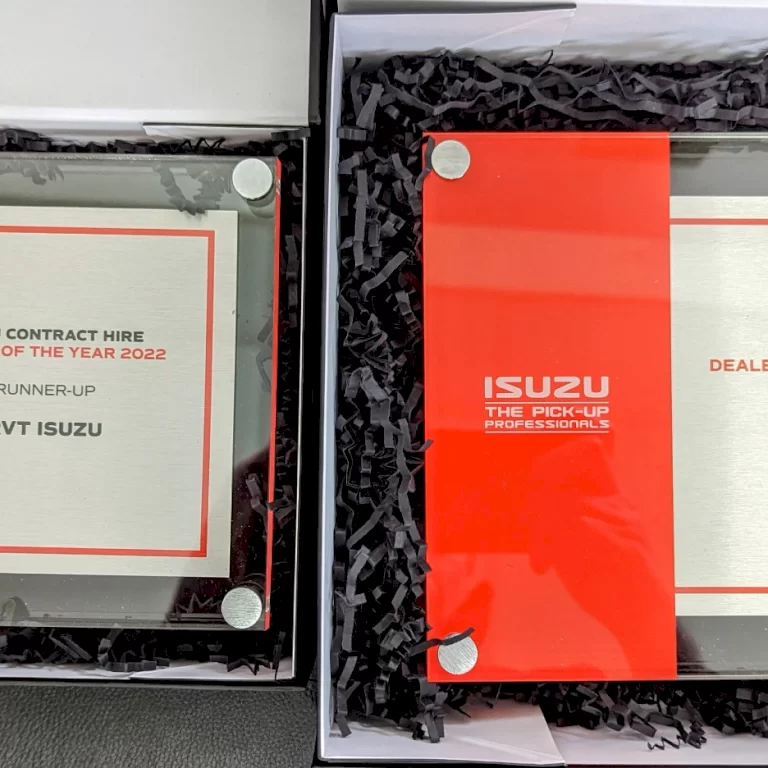 CONTRACT HIRE
OF THE YEAR 2022
RUNNER-UP
VT ISUZU
ISUZU
THE PICK-UP
PROFESSIONALS
DEALE